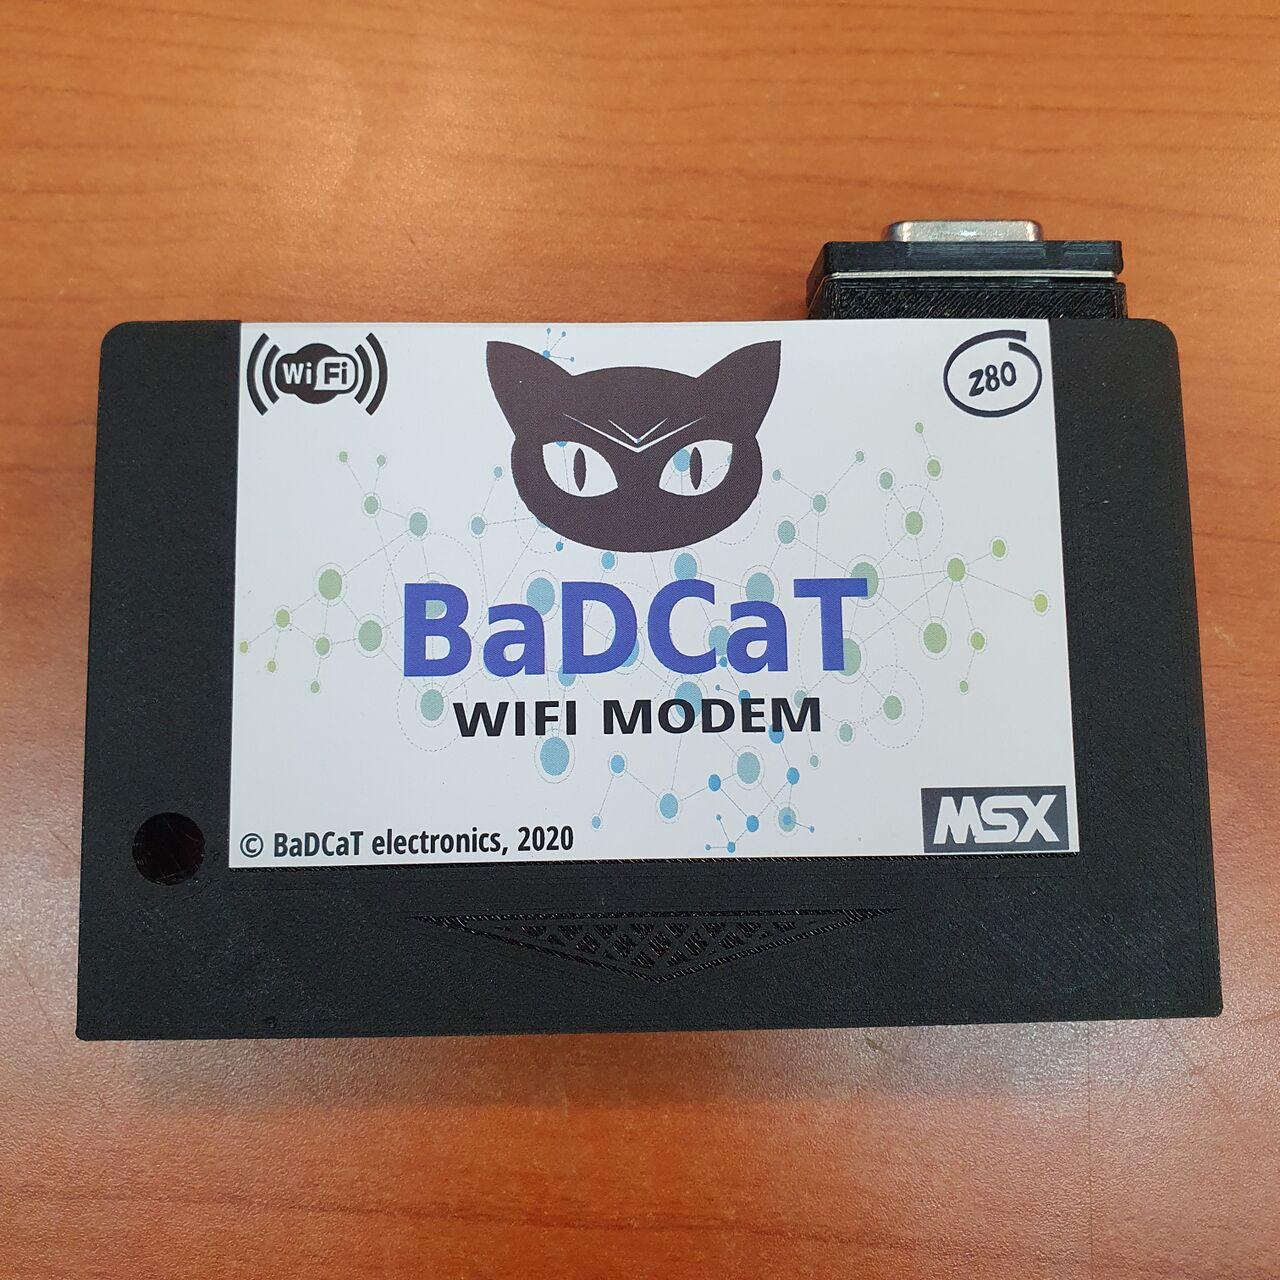 WiFi
Z80
BaDCaT
WIFI MODEM
© BaDCaT electronics, 2020
MSX